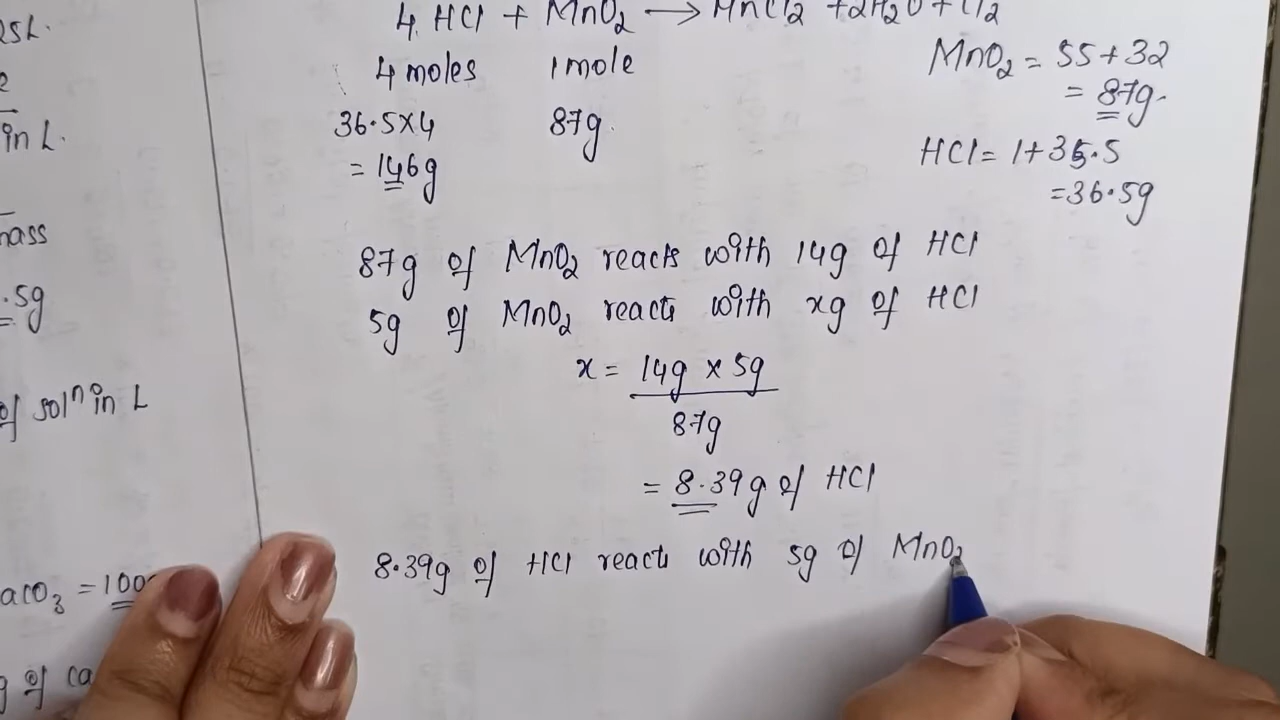 25L.
4 HCl + MnO2 → MnCl2 + 2H2O + Cl2
4 moles 1 mole
MnO2 = 55+32
= 87g.
in L.
36.5×4 87g.
= 146g
HCl = 1+35.5
=36.5g
mass
87g of MnO2 reacts with 14g of HCl
.5g
5g of MnO2 reacts with xg of HCl
x = 14g × 5g
87g
of solⁿ in L
= 8.39g of HCl
8.39g of HCl reacts with 5g of MnO2
aCO3 = 100
g of Ca